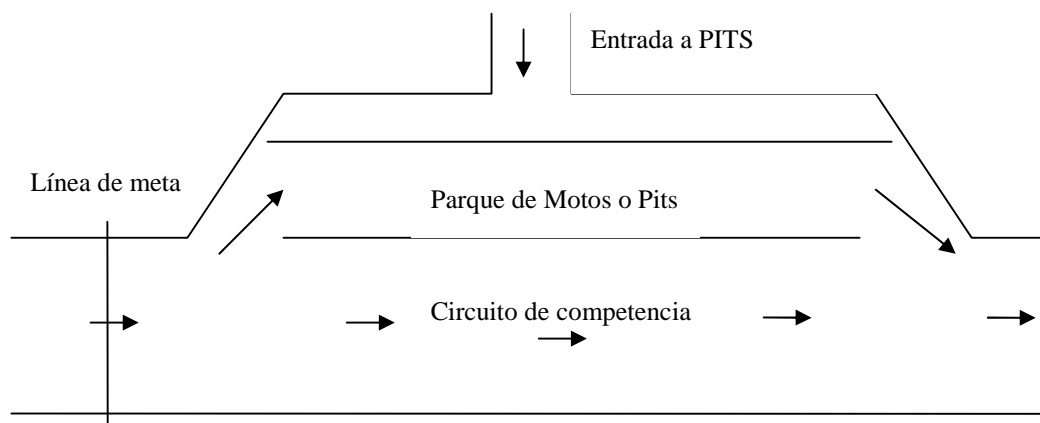 Entrada a PITS
Línea de meta
Parque de Motos o Pits
Circuito de competencia